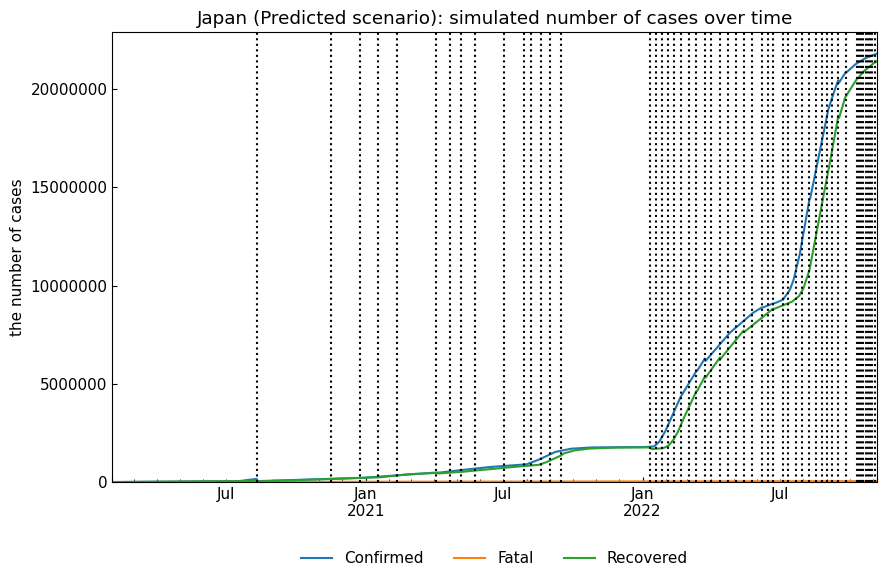 Japan (Predicted scenario): simulated number of cases over time
the number of cases
20000000
15000000
10000000
5000000
0
Jul
Jan
2021
Jul
Jan
2022
Jul
Confirmed
Fatal
Recovered